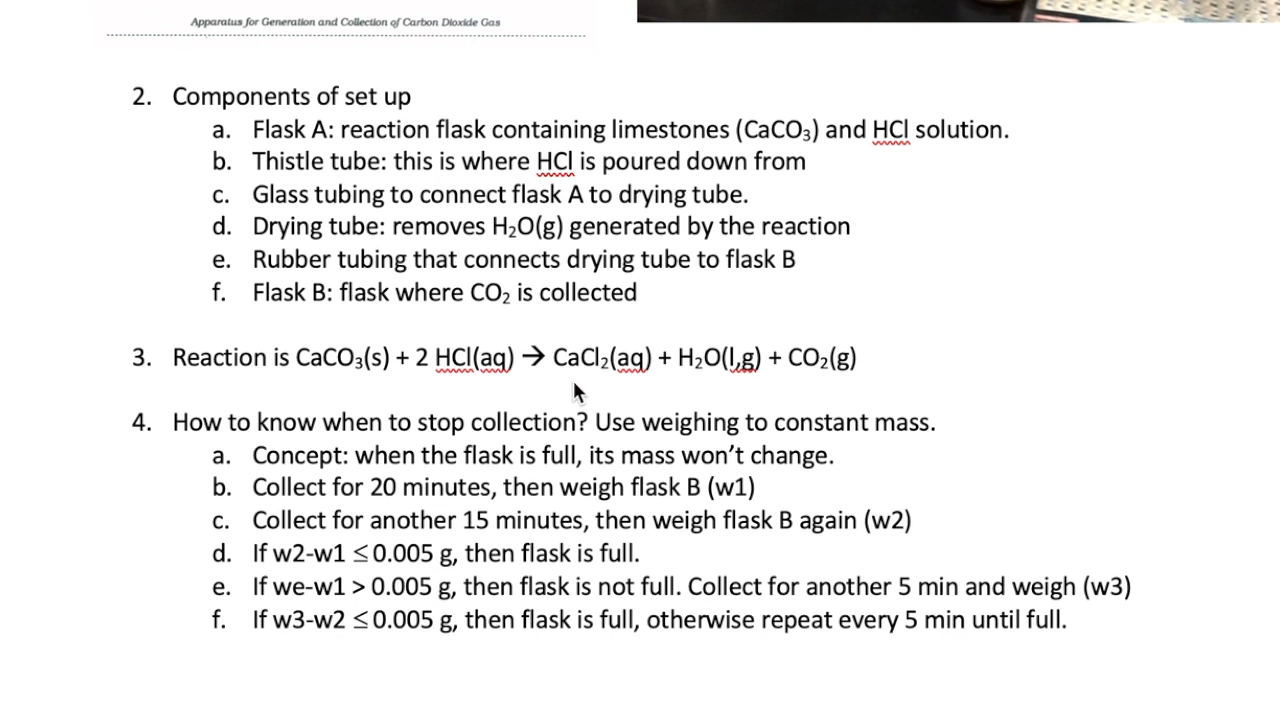 Apparatus for Generation and Collection of Carbon Dioxide Gas
2. Components of set up
a. Flask A: reaction flask containing limestones (CaCO₃) and HCl solution.
b. Thistle tube: this is where HCl is poured down from
c. Glass tubing to connect flask A to drying tube.
d. Drying tube: removes H₂O(g) generated by the reaction
e. Rubber tubing that connects drying tube to flask B
f. Flask B: flask where CO₂ is collected
3. Reaction is CaCO₃(s) + 2 HCl(aq) → CaCl₂(aq) + H₂O(l,g) + CO₂(g)
4. How to know when to stop collection? Use weighing to constant mass.
a. Concept: when the flask is full, its mass won’t change.
b. Collect for 20 minutes, then weigh flask B (w1)
c. Collect for another 15 minutes, then weigh flask B again (w2)
d. If w2-w1 ≤ 0.005 g, then flask is full.
e. If we-w1 > 0.005 g, then flask is not full. Collect for another 5 min and weigh (w3)
f. If w3-w2 ≤ 0.005 g, then flask is full, otherwise repeat every 5 min until full.